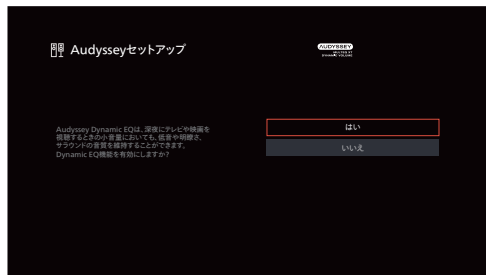 Audysseyセットアップ
AUDYSSEY
MULTEQ XT
DYNAMIC VOLUME
Audyssey Dynamic EQは、深夜にテレビや映画を
視聴するときの小音量においても、低音や明瞭さ、
サラウンドの音質を維持することができます。
Dynamic EQ機能を有効にしますか?
はい
いいえ